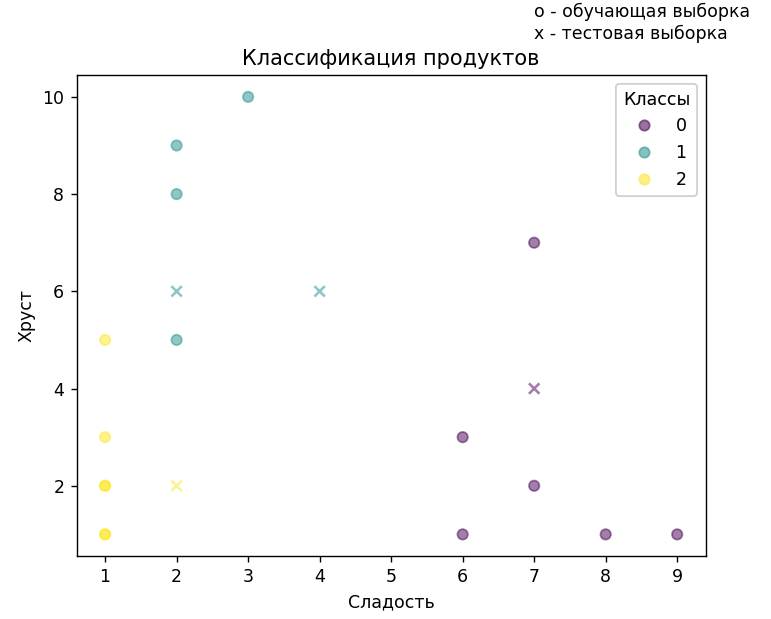 о - обучающая выборка
х - тестовая выборка
Классификация продуктов
Классы
0
1
2
10
8
6
4
2
Хруст
1 2 3 4 5 6 7 8 9
Сладость